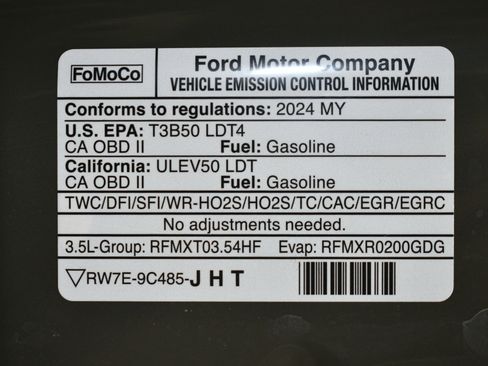 FoMoCo
Ford Motor Company
VEHICLE EMISSION CONTROL INFORMATION
Conforms to regulations: 2024 MY
U.S. EPA: T3B50 LDT4
CA OBD II Fuel: Gasoline
California: ULEV50 LDT
CA OBD II Fuel: Gasoline
TWC/DFI/SFI/WR-HO2S/HO2S/TC/CAC/EGR/EGRC
No adjustments needed.
3.5L-Group: RFMXT03.54HF Evap: RFMXR0200GDG
▽RW7E-9C485-J H T